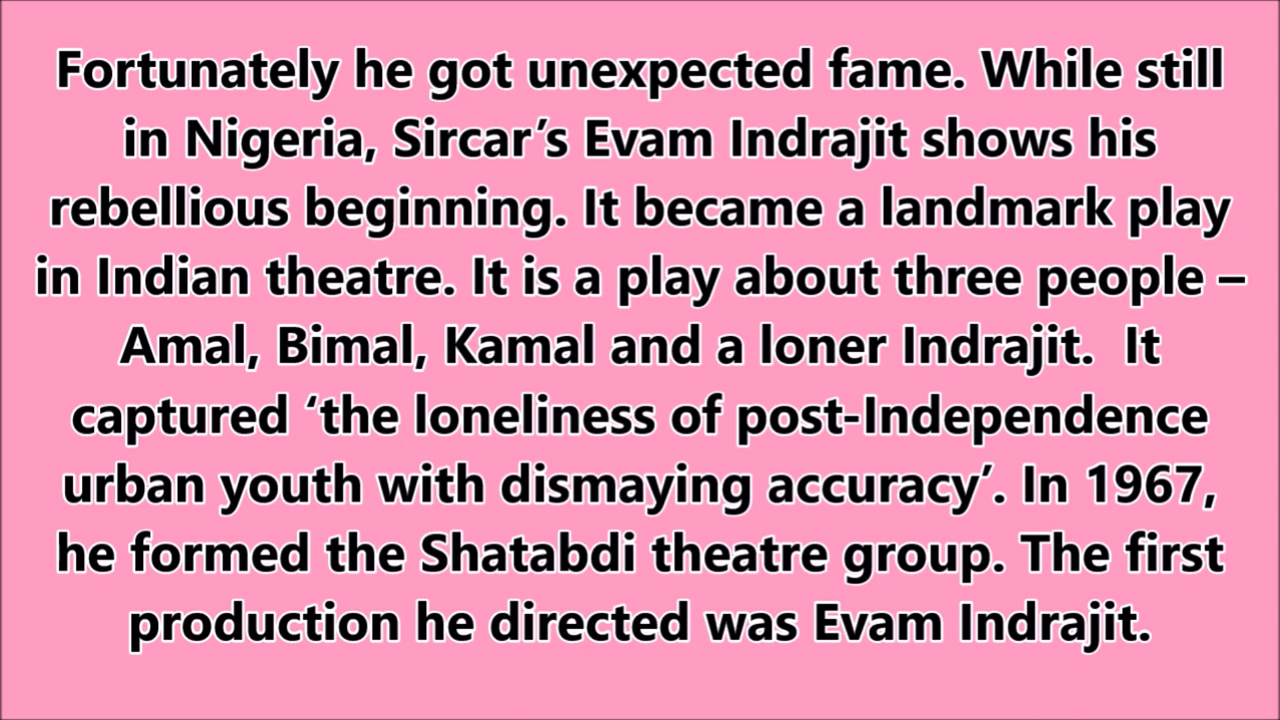 Fortunately he got unexpected fame. While still
in Nigeria, Sircar’s Evam Indrajit shows his
rebellious beginning. It became a landmark play
in Indian theatre. It is a play about three people –
Amal, Bimal, Kamal and a loner Indrajit.  It
captured ‘the loneliness of post-Independence
urban youth with dismaying accuracy’. In 1967,
he formed the Shatabdi theatre group. The first
production he directed was Evam Indrajit.